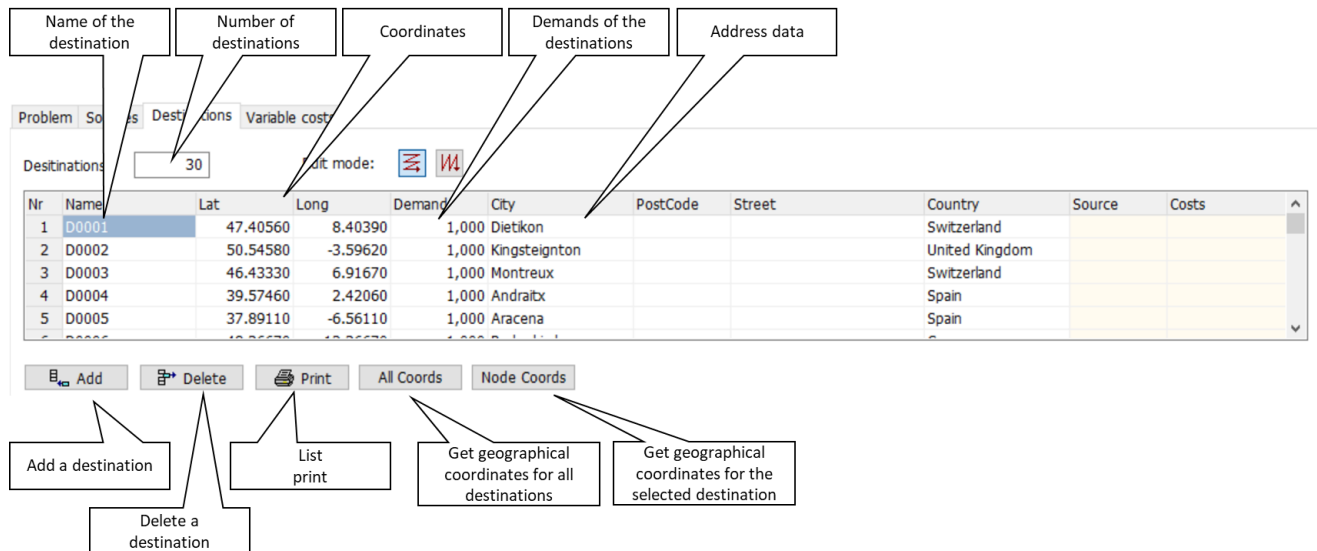 Name of the
destination
Number of
destinations
Coordinates
Demands of the
destinations
Address data
Problem Destinations Variable costs
Desitinations 30 Edit mode:
Nr Name Lat Long Demand City PostCode Street Country Source Costs
1 D0001 47.40560 8.40390 1,000 Dietikon Switzerland
2 D0002 50.54580 -3.59620 1,000 Kingsteignton United Kingdom
3 D0003 46.43330 6.91670 1,000 Montreux Switzerland
4 D0004 39.57460 2.42060 1,000 Andraitx Spain
5 D0005 37.89110 -6.56110 1,000 Aracena Spain
Add Delete Print All Coords Node Coords
Add a destination
List
print
Get geographical
coordinates for all
destinations
Get geographical
coordinates for the
selected destination
Delete a
destination